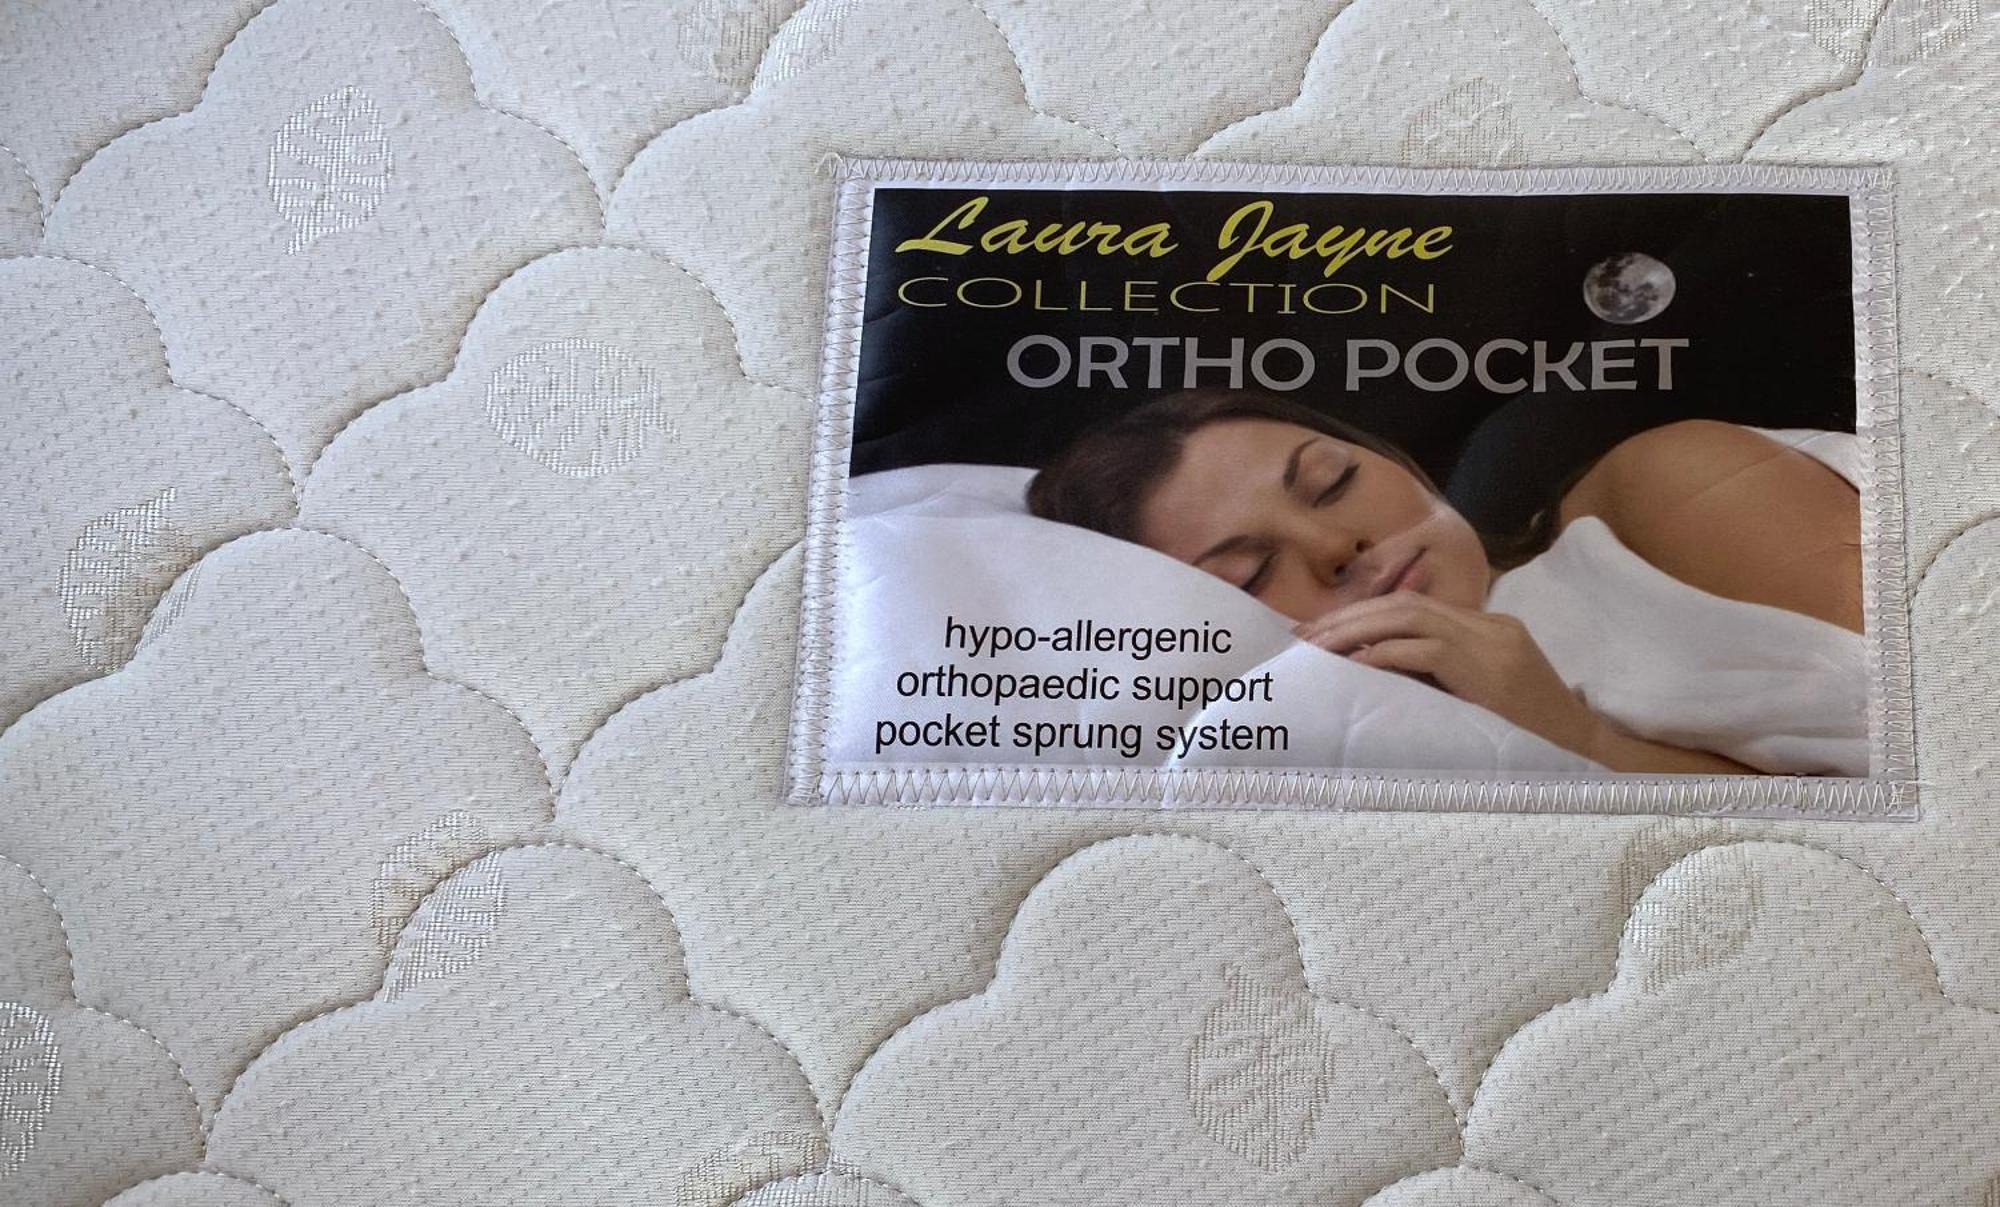 Laura Jayne
COLLECTION
ORTHO POCKET
hypo-allergenic
orthopaedic support
pocket sprung system